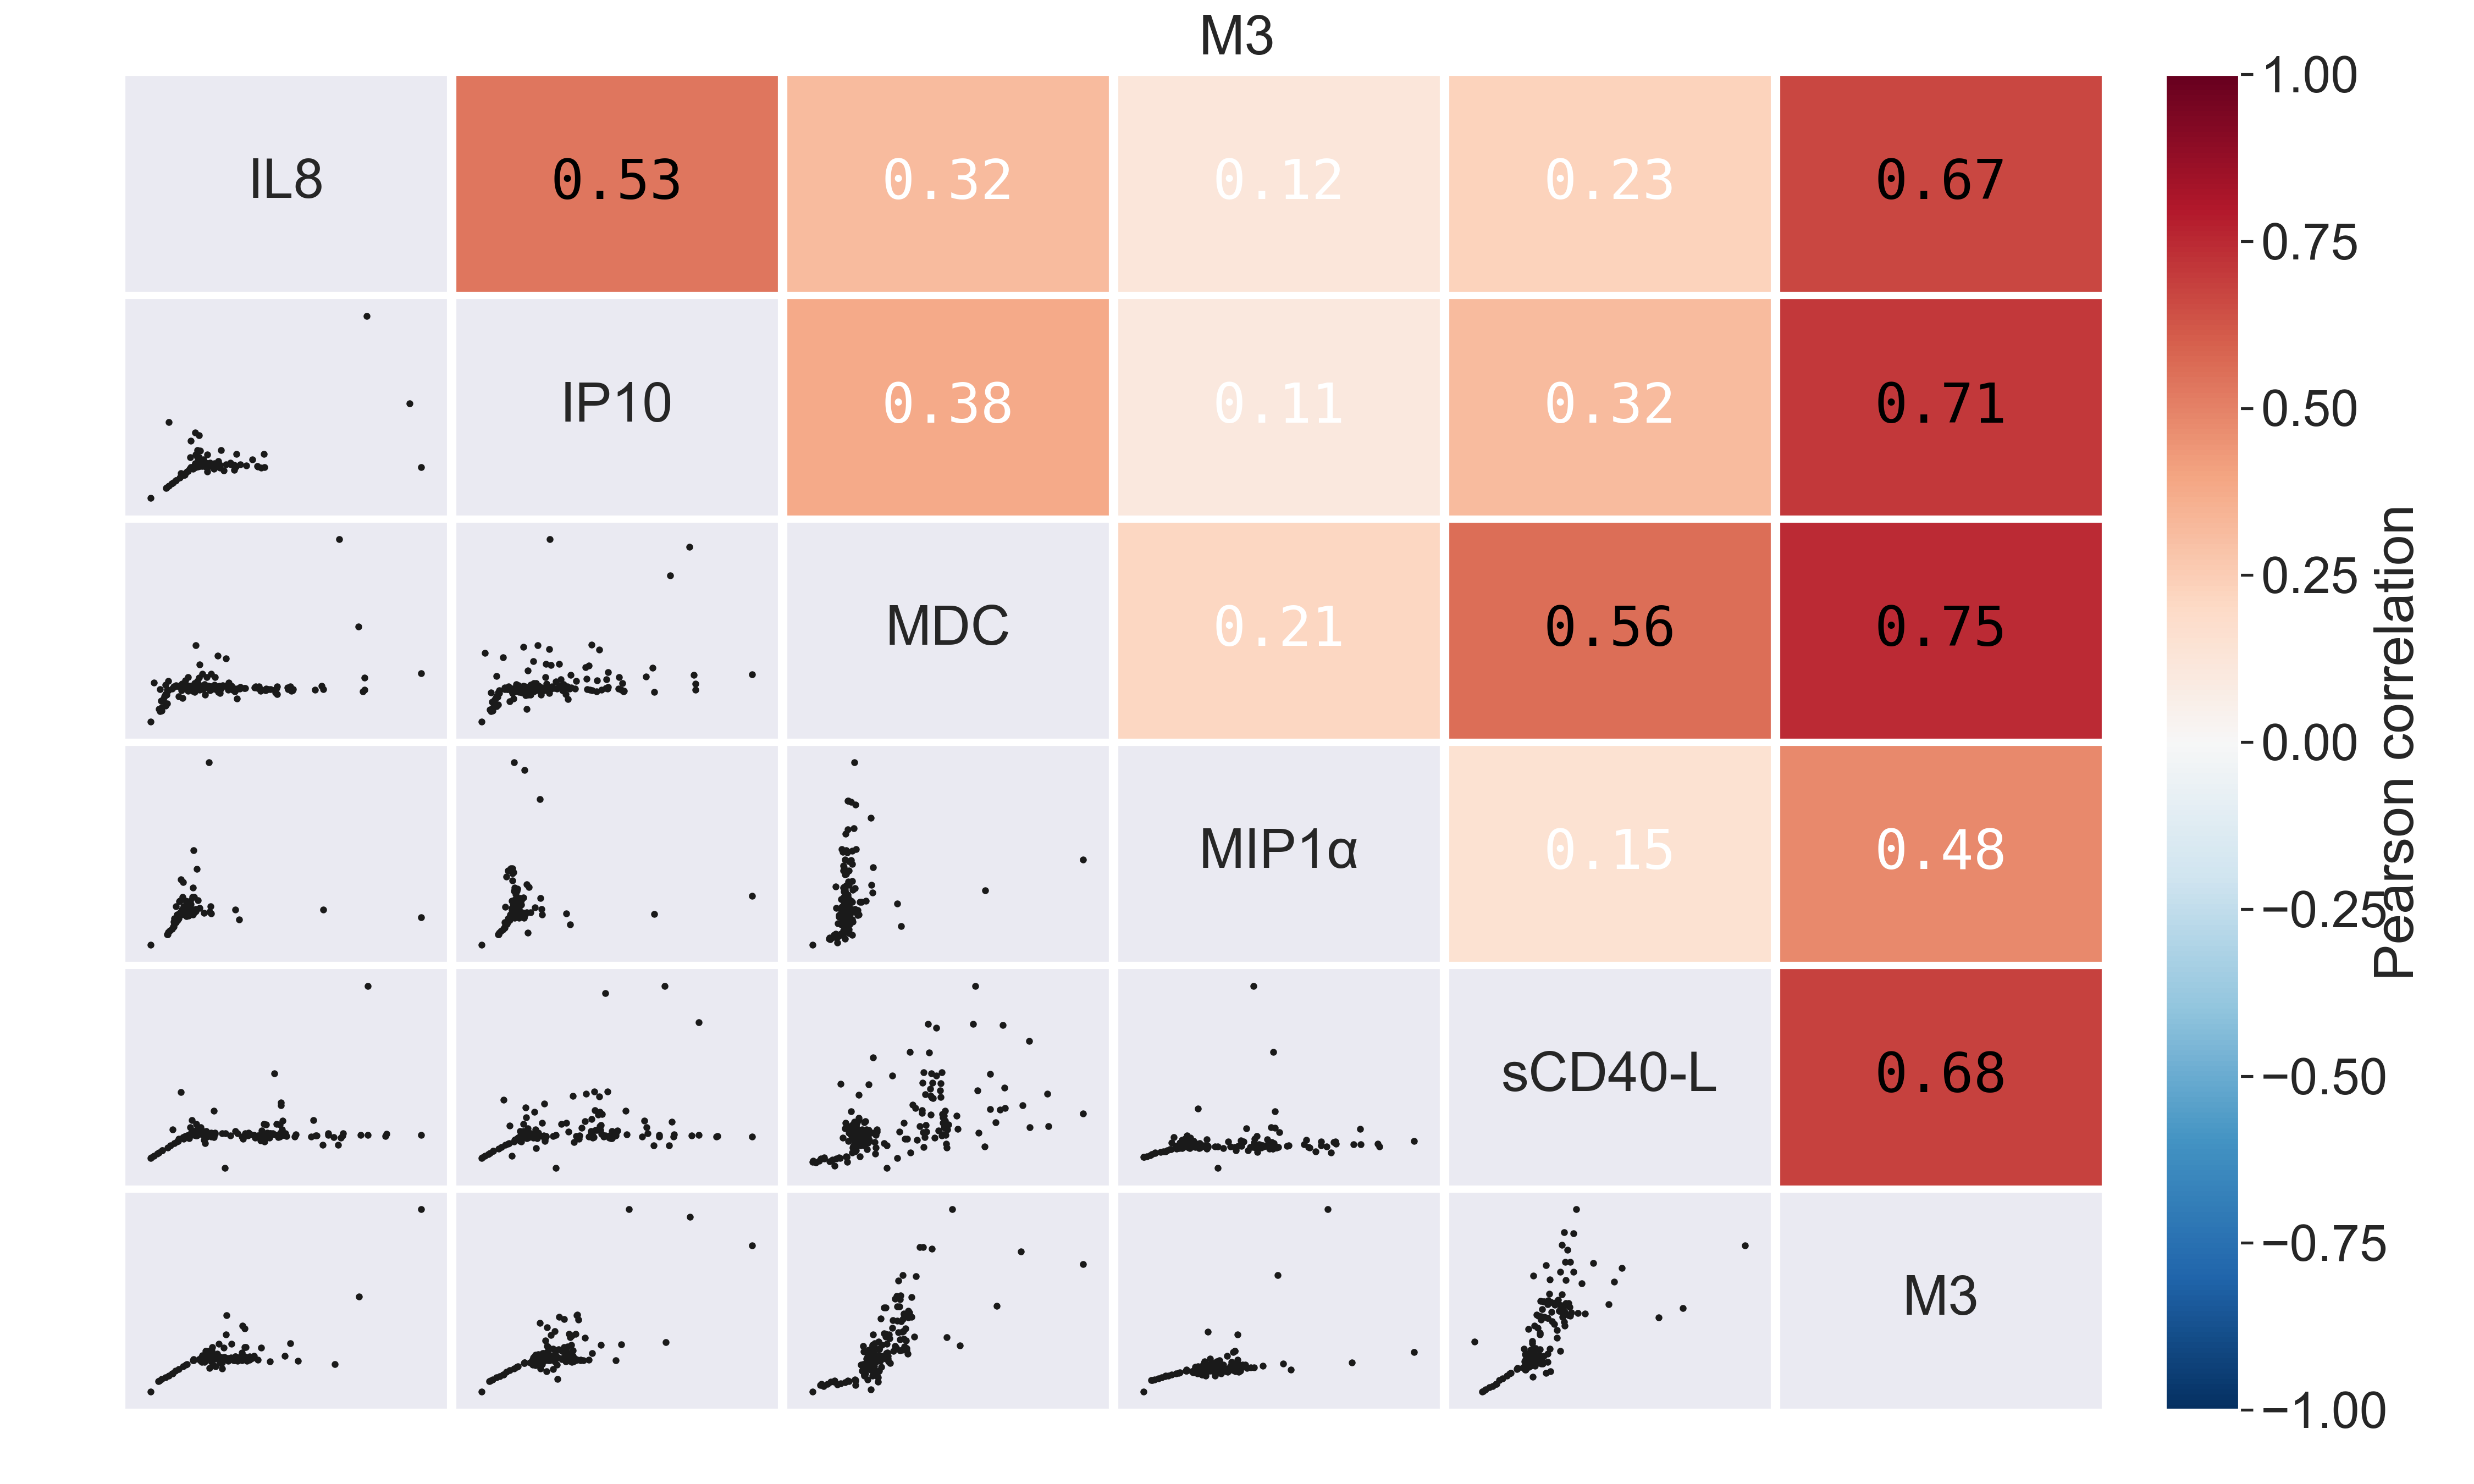 M3
IL8 0.53 0.32 0.12 0.23 0.67
IP10 0.38 0.11 0.32 0.71
MDC 0.21 0.56 0.75
MIP1α 0.15 0.48
sCD40-L 0.68
M3
1.00
0.75
0.50
0.25
0.00
−0.25
−0.50
−0.75
−1.00
Pearson correlation